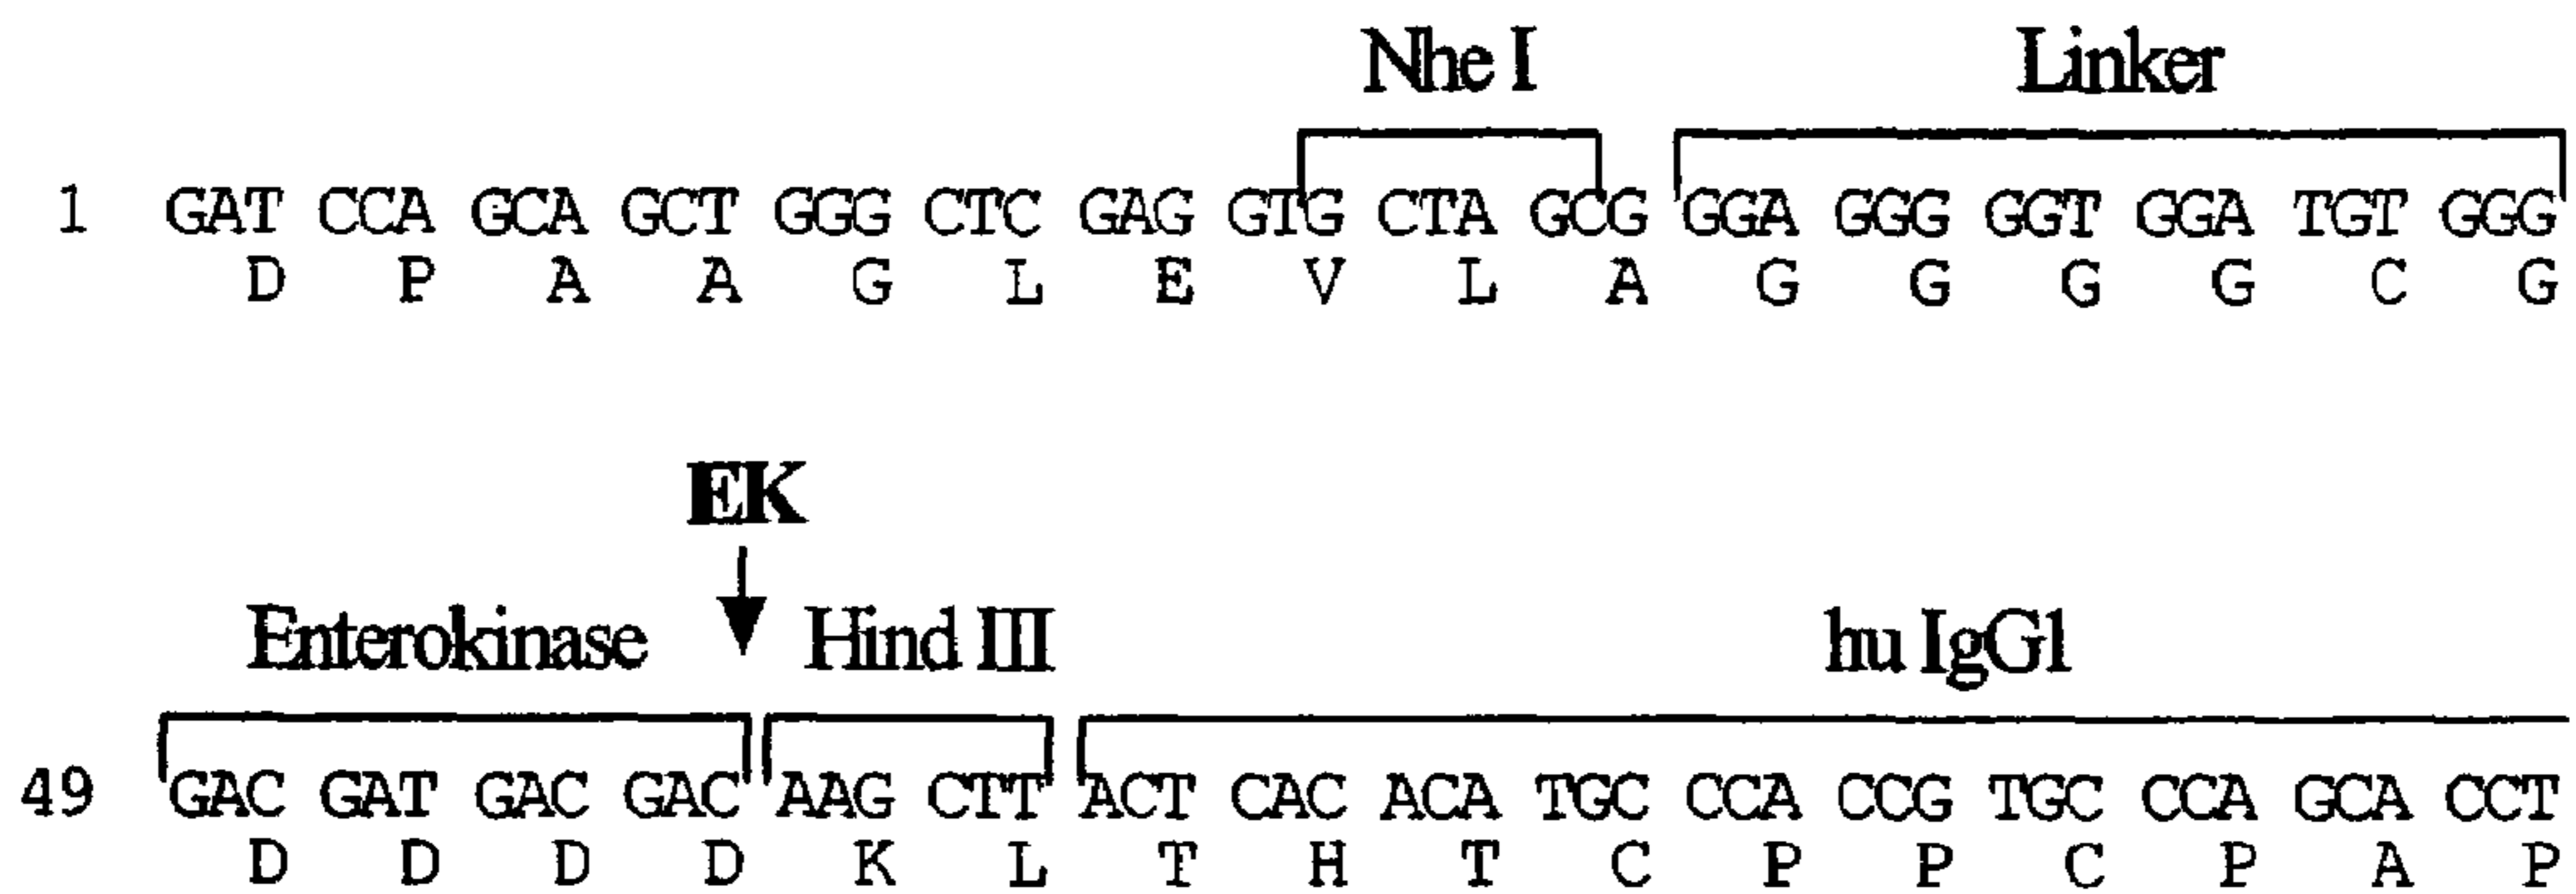 Nhe I Linker
1 GAT CCA GCA GCT GGG CTC GAG GTG CTA GCG GGA GGG GGT GGA TGT GGG
D P A A G L E V L A G G G G C G
EK
Enterokinase Hind III hu IgG1
49 GAC GAT GAC GAC AAG CTT ACT CAC ACA TGC CCA CCG TGC CCA GCA CCT
D D D D K L T H T C P P C P A P